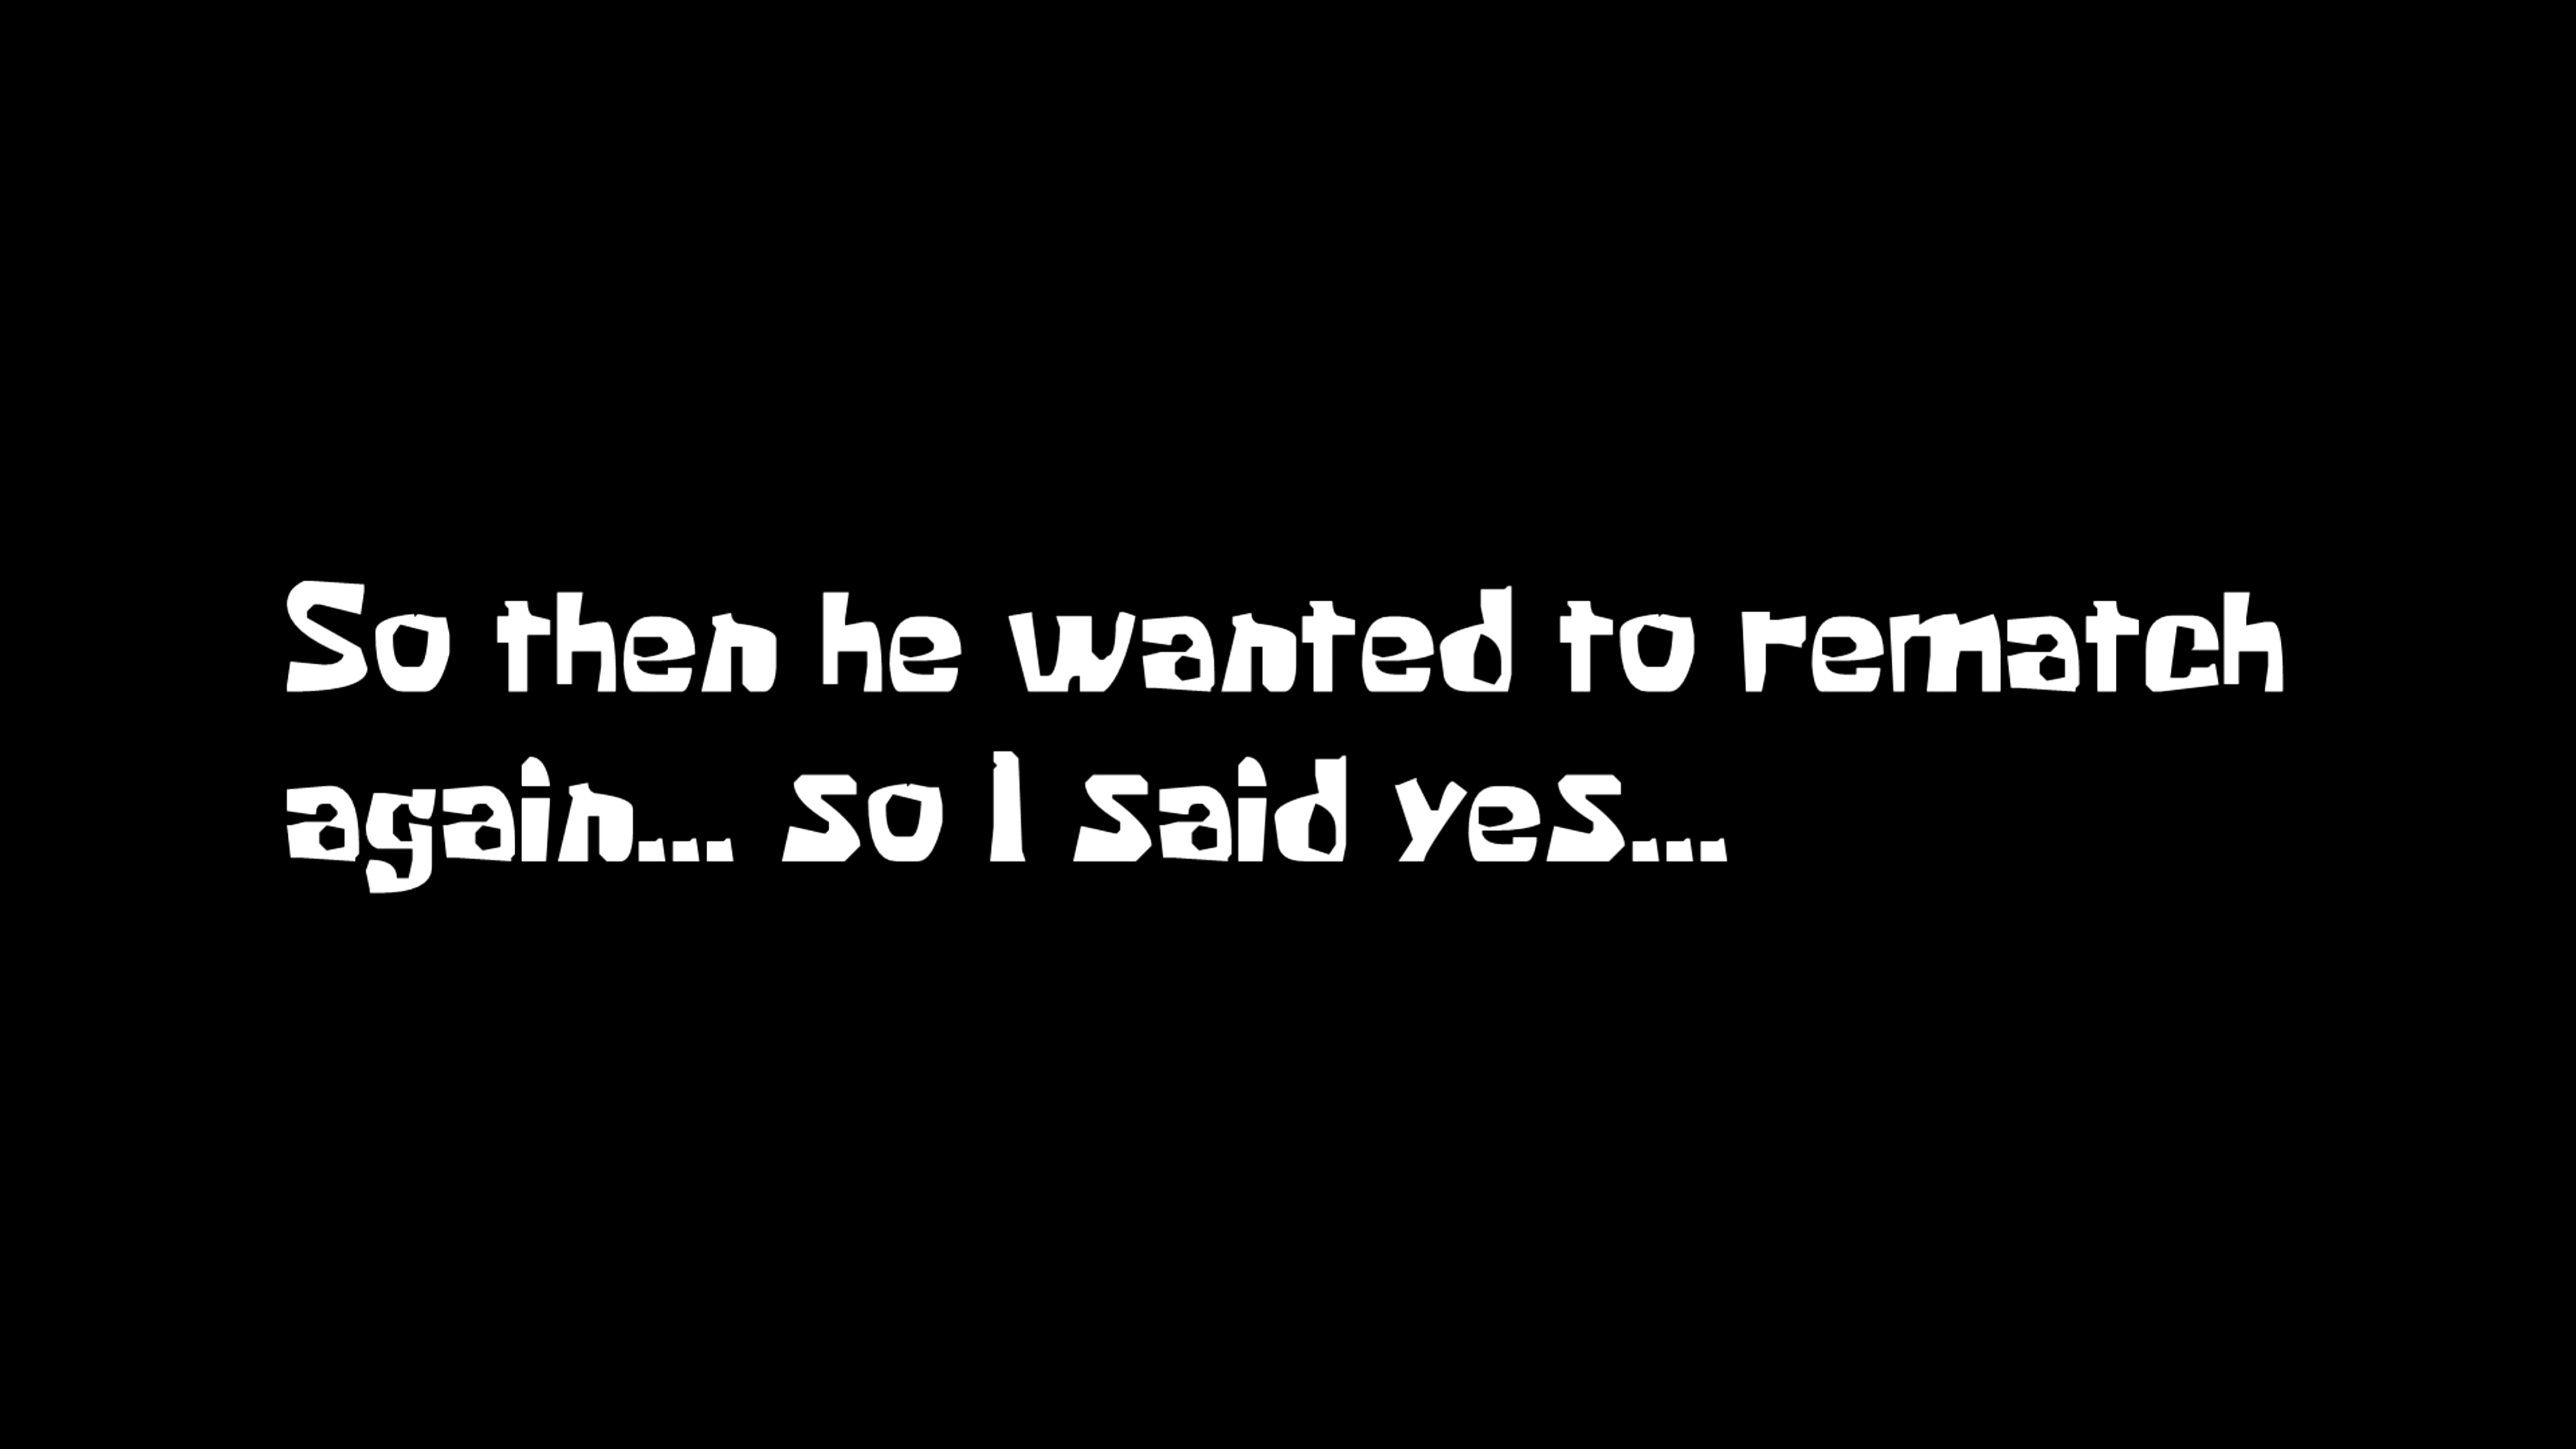 So then he wanted to rematch
again... so I said yes...